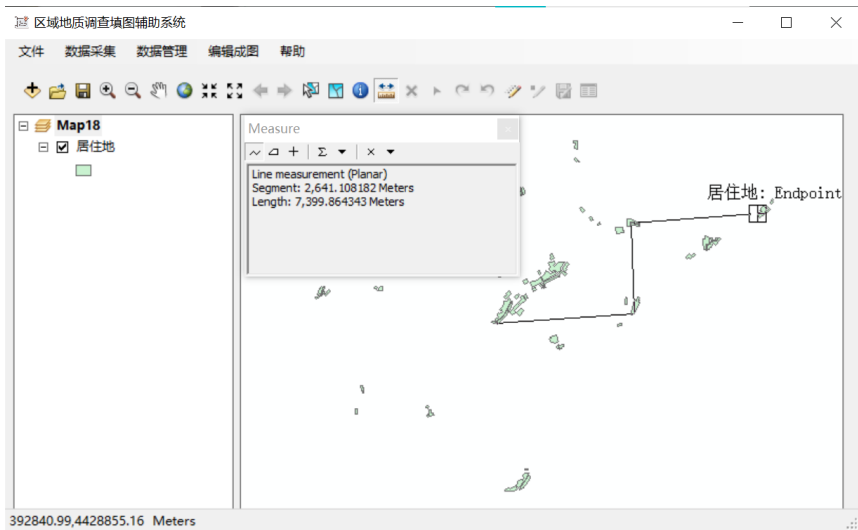 区域地质调查填图辅助系统
文件 数据采集 数据管理 编辑成图 帮助
Map18
居住地
Measure
Line measurement (Planar)
Segment: 2,641.108182 Meters
Length: 7,399.864343 Meters
居住地: Endpoint
392840.99,4428855.16 Meters